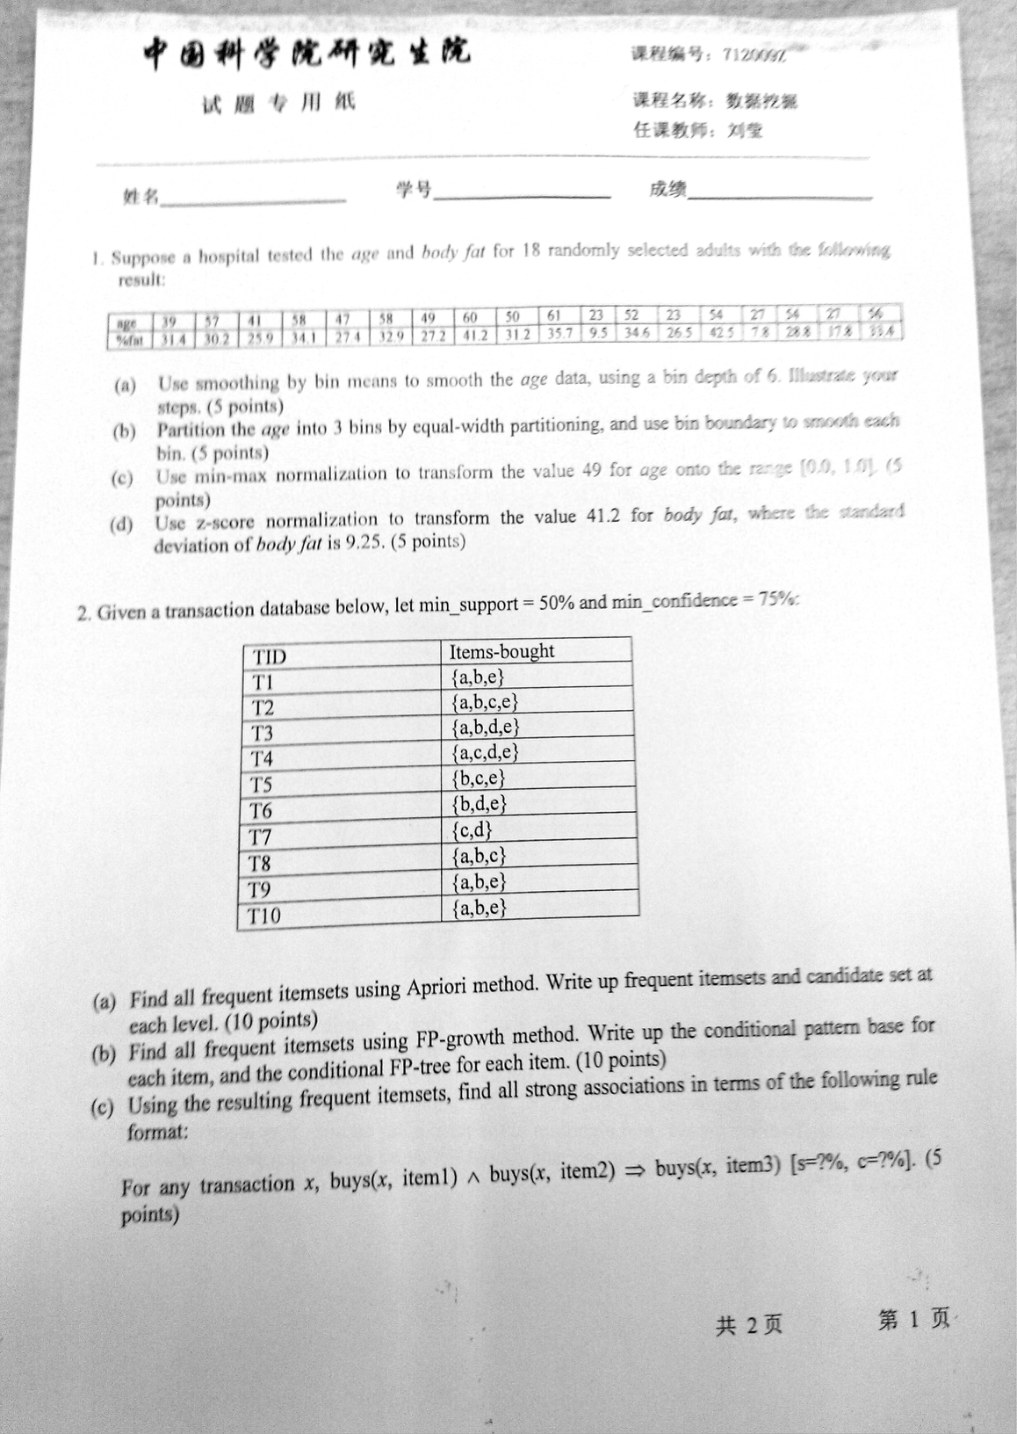 中国科学院研究生院
试题专用纸
课程编号：712009Z
课程名称：数据挖掘
任课教师：刘莹
姓名 学号 成绩
1. Suppose a hospital tested the age and body fat for 18 randomly selected adults with the following
result:
age 39 57 41 58 47 58 49 60 50 61 23 52 23 54 27 54 27 56
%fat 31.4 30.2 25.9 34.1 27.4 32.9 27.2 41.2 31.2 35.7 9.5 34.6 26.5 42.5 7.8 28.8 17.8 33.4
(a) Use smoothing by bin means to smooth the age data, using a bin depth of 6. Illustrate your
steps. (5 points)
(b) Partition the age into 3 bins by equal-width partitioning, and use bin boundary to smooth each
bin. (5 points)
(c) Use min-max normalization to transform the value 49 for age onto the range [0.0, 1.0]. (5
points)
(d) Use z-score normalization to transform the value 41.2 for body fat, where the standard
deviation of body fat is 9.25. (5 points)
2. Given a transaction database below, let min_support = 50% and min_confidence = 75%:
TID Items-bought
T1 {a,b,e}
T2 {a,b,c,e}
T3 {a,b,d,e}
T4 {a,c,d,e}
T5 {b,c,e}
T6 {b,d,e}
T7 {c,d}
T8 {a,b,c}
T9 {a,b,e}
T10 {a,b,e}
(a) Find all frequent itemsets using Apriori method. Write up frequent itemsets and candidate set at
each level. (10 points)
(b) Find all frequent itemsets using FP-growth method. Write up the conditional pattern base for
each item, and the conditional FP-tree for each item. (10 points)
(c) Using the resulting frequent itemsets, find all strong associations in terms of the following rule
format:
For any transaction x, buys(x, item1) ∧ buys(x, item2) ⇒ buys(x, item3) [s=?%, c=?%]. (5
points)
共 2 页 第 1 页